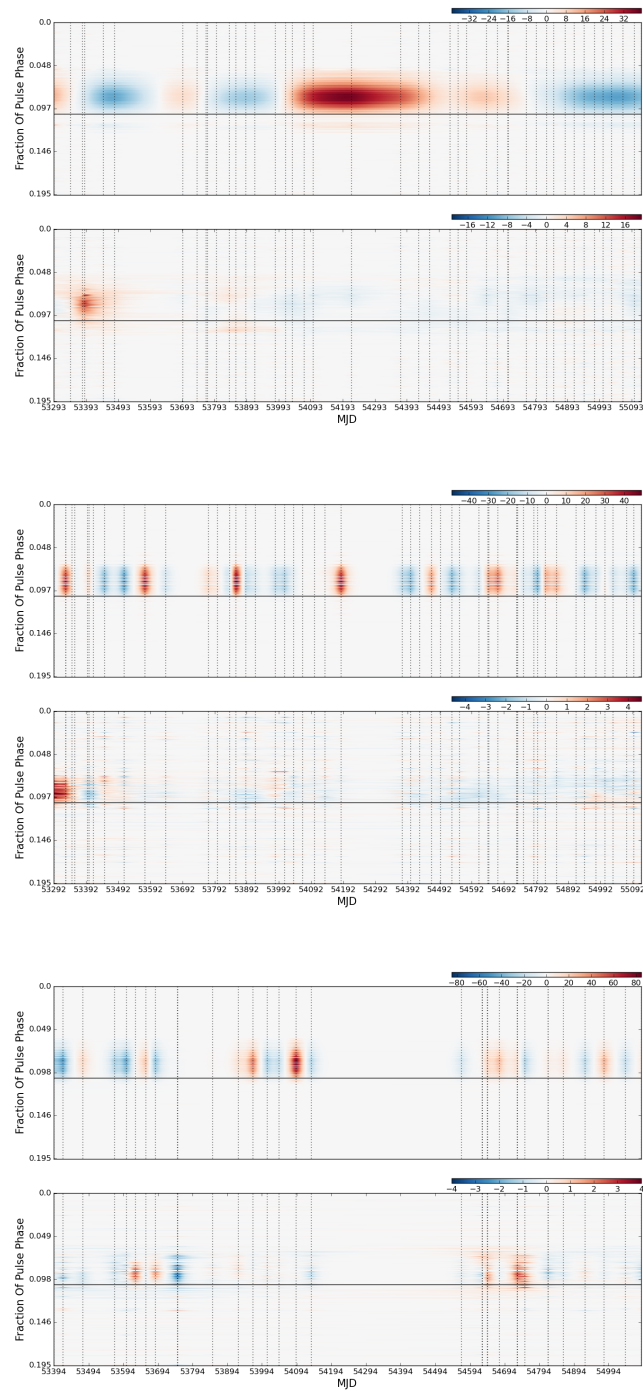 −32 −24 −16 −8 0 8 16 24 32
0.0
0.048
0.097
0.146
0.195
Fraction Of Pulse Phase
−16 −12 −8 −4 0 4 8 12 16
0.0
0.048
0.097
0.146
0.195
Fraction Of Pulse Phase
53293 53393 53493 53593 53693 53793 53893 53993 54093 54193 54293 54393 54493 54593 54693 54793 54893 54993 55093
MJD
−40 −30 −20 −10 0 10 20 30 40
0.0
0.048
0.097
0.146
0.195
Fraction Of Pulse Phase
−4 −3 −2 −1 0 1 2 3 4
0.0
0.048
0.097
0.146
0.195
Fraction Of Pulse Phase
53292 53392 53492 53592 53692 53792 53892 53992 54092 54192 54292 54392 54492 54592 54692 54792 54892 54992 55092
MJD
−80 −60 −40 −20 0 20 40 60 80
0.0
0.049
0.098
0.146
0.195
Fraction Of Pulse Phase
−4 −3 −2 −1 0 1 2 3 4
0.0
0.049
0.098
0.146
0.195
Fraction Of Pulse Phase
53394 53494 53594 53694 53794 53894 53994 54094 54194 54294 54394 54494 54594 54694 54794 54894 54994
MJD